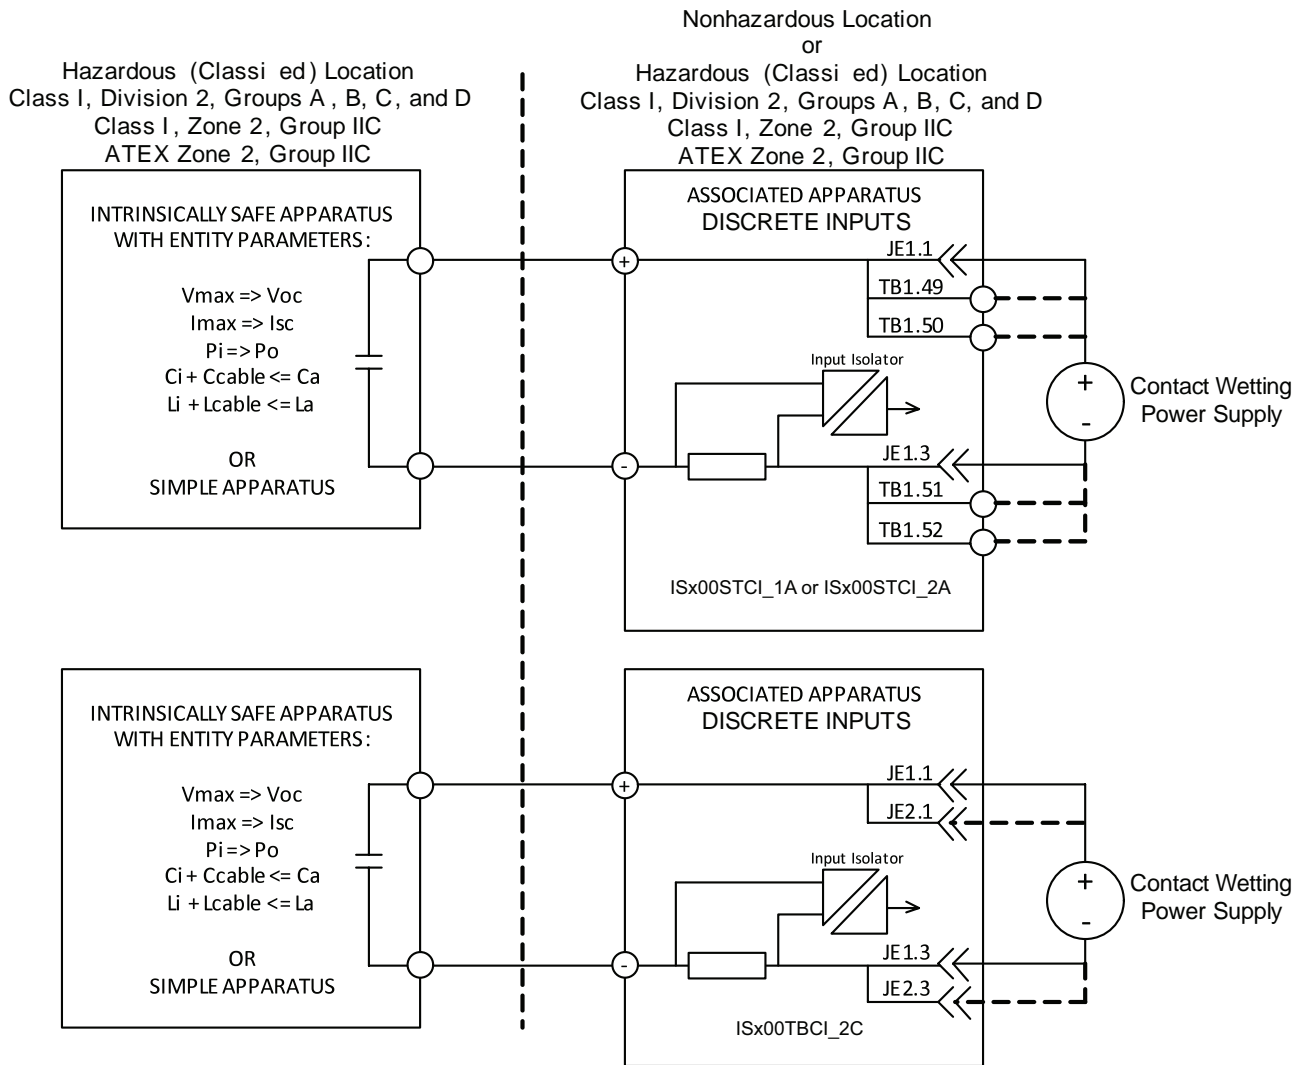 Nonhazardous Location
or
Hazardous (Classi ed) Location
Class I, Division 2, Groups A, B, C, and D
Class I, Zone 2, Group IIC
ATEX Zone 2, Group IIC
Hazardous (Classi ed) Location
Class I, Division 2, Groups A, B, C, and D
Class I, Zone 2, Group IIC
ATEX Zone 2, Group IIC
INTRINSICALLY SAFE APPARATUS
WITH ENTITY PARAMETERS:
Vmax => Voc
Imax => Isc
Pi => Po
Ci + Ccable <= Ca
Li + Lcable <= La
OR
SIMPLE APPARATUS
ASSOCIATED APPARATUS
DISCRETE INPUTS
+
JE1.1
TB1.49
TB1.50
Input Isolator
-
JE1.3
TB1.51
TB1.52
ISx00STCI_1A or ISx00STCI_2A
+
-
Contact Wetting
Power Supply
INTRINSICALLY SAFE APPARATUS
WITH ENTITY PARAMETERS:
Vmax => Voc
Imax => Isc
Pi => Po
Ci + Ccable <= Ca
Li + Lcable <= La
OR
SIMPLE APPARATUS
ASSOCIATED APPARATUS
DISCRETE INPUTS
+
JE1.1
JE2.1
Input Isolator
-
JE1.3
JE2.3
ISx00TBCI_2C
+
-
Contact Wetting
Power Supply